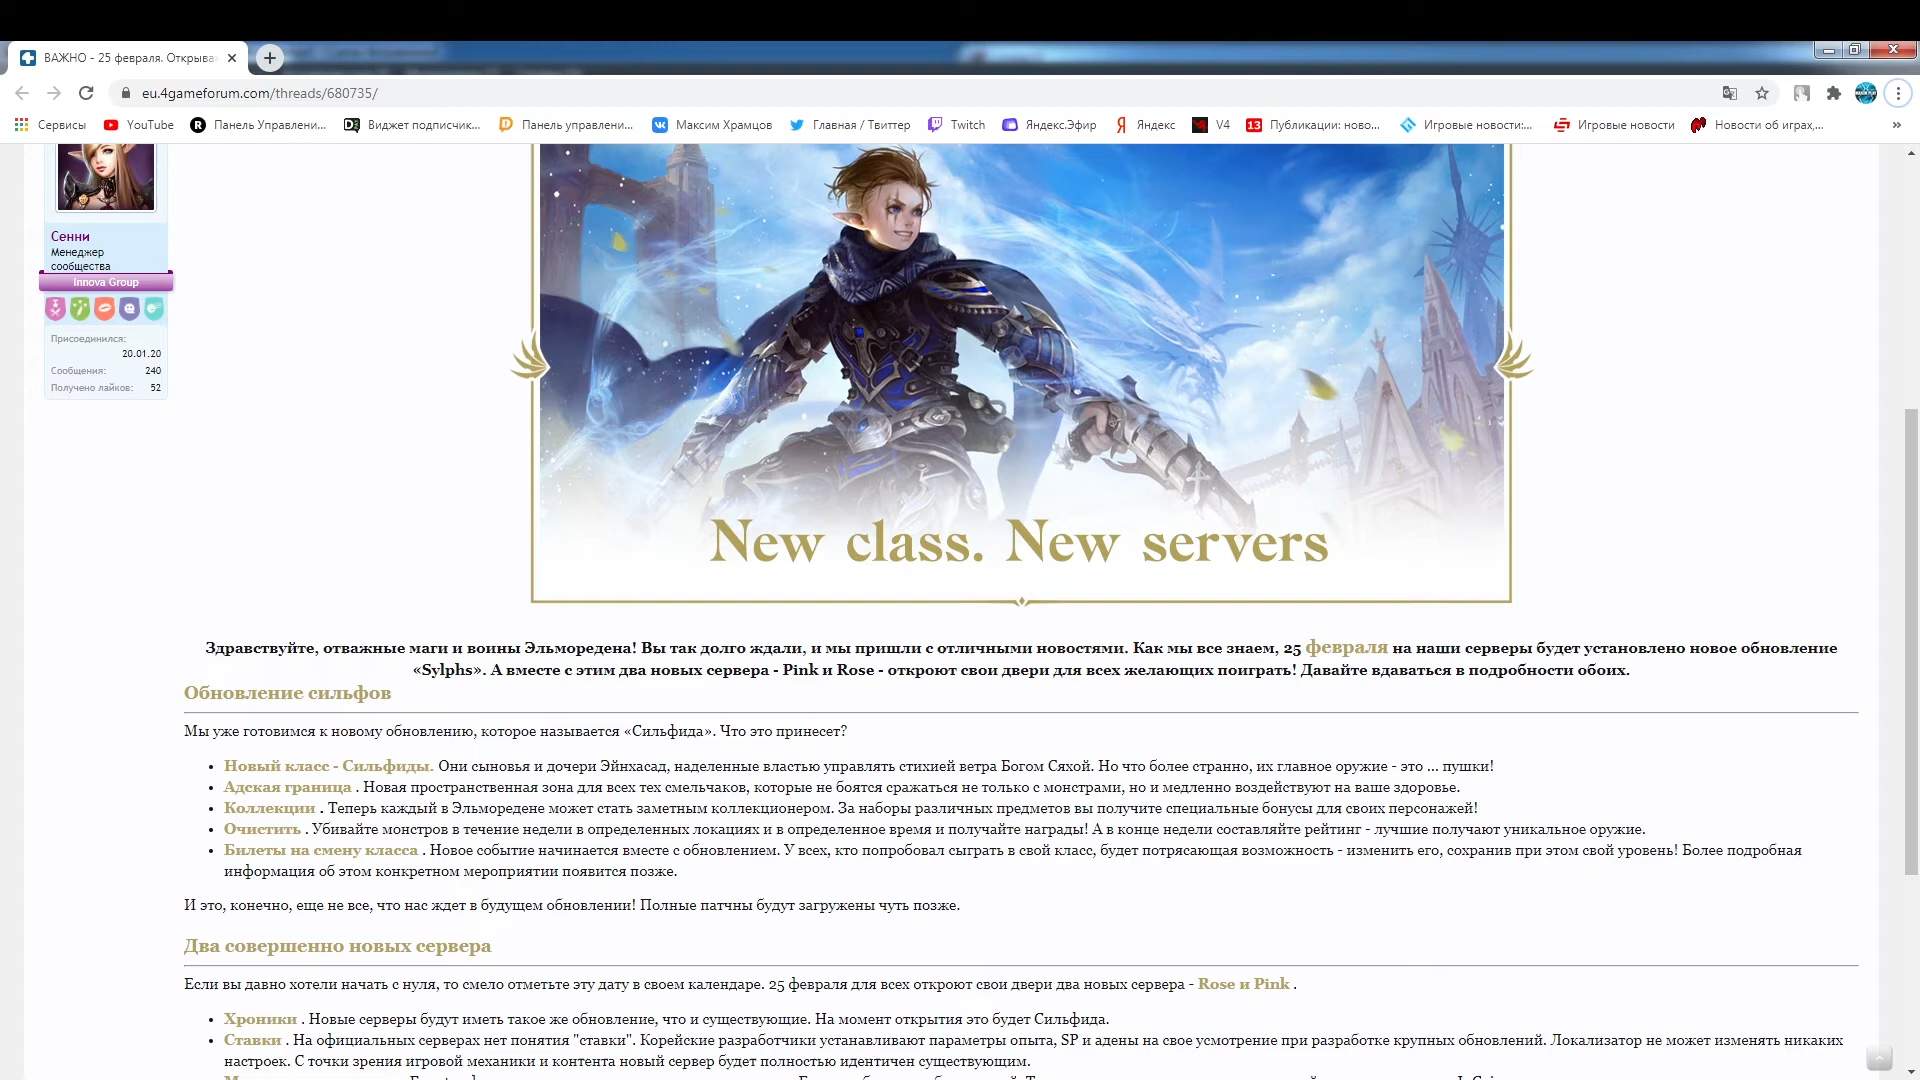 ВАЖНО - 25 февраля. Открыва
eu.4gameforum.com/threads/680735/
Сервисы YouTube Панель Управлени... Виджет подписчик... Панель управлени... Максим Храмцов Главная / Твиттер Twitch Яндекс.Эфир Яндекс V4 Публикации: ново... Игровые новости:... Игровые новости Новости об играх,... »
Сенни
Менеджер
сообщества
Innova Group
Присоединился:
20.01.20
Сообщения: 240
Получено лайков: 52
New class. New servers
Здравствуйте, отважные маги и воины Эльморедена! Вы так долго ждали, и мы пришли с отличными новостями. Как мы все знаем, 25 февраля на наши серверы будет установлено новое обновление
«Sylphs». А вместе с этим два новых сервера - Pink и Rose - откроют свои двери для всех желающих поиграть! Давайте вдаваться в подробности обоих.
Обновление сильфов
Мы уже готовимся к новому обновлению, которое называется «Сильфида». Что это принесет?
• Новый класс - Сильфиды. Они сыновья и дочери Эйнхасад, наделенные властью управлять стихией ветра Богом Сяхой. Но что более странно, их главное оружие - это ... пушки!
• Адская граница . Новая пространственная зона для всех тех смельчаков, которые не боятся сражаться не только с монстрами, но и медленно воздействуют на ваше здоровье.
• Коллекции . Теперь каждый в Эльморедене может стать заметным коллекционером. За наборы различных предметов вы получите специальные бонусы для своих персонажей!
• Очистить . Убивайте монстров в течение недели в определенных локациях и в определенное время и получайте награды! А в конце недели составляйте рейтинг - лучшие получают уникальное оружие.
• Билеты на смену класса . Новое событие начинается вместе с обновлением. У всех, кто попробовал сыграть в свой класс, будет потрясающая возможность - изменить его, сохранив при этом свой уровень! Более подробная
информация об этом конкретном мероприятии появится позже.
И это, конечно, еще не все, что нас ждет в будущем обновлении! Полные патчны будут загружены чуть позже.
Два совершенно новых сервера
Если вы давно хотели начать с нуля, то смело отметьте эту дату в своем календаре. 25 февраля для всех откроют свои двери два новых сервера - Rose и Pink .
• Хроники . Новые серверы будут иметь такое же обновление, что и существующие. На момент открытия это будет Сильфида.
• Ставки . На официальных серверах нет понятия "ставки". Корейские разработчики устанавливают параметры опыта, SP и адены на свое усмотрение при разработке крупных обновлений. Локализатор не может изменять никаких
настроек. С точки зрения игровой механики и контента новый сервер будет полностью идентичен существующим.